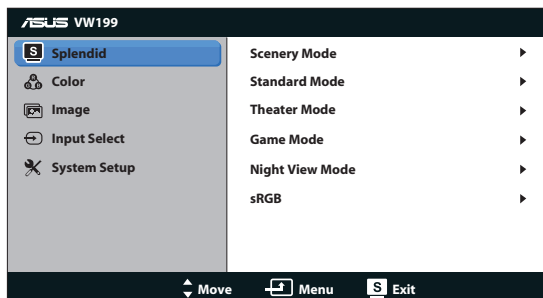 ASUS VW199
S Splendid
Color
Image
Input Select
System Setup
Scenery Mode
Standard Mode
Theater Mode
Game Mode
Night View Mode
sRGB
Move Menu S Exit